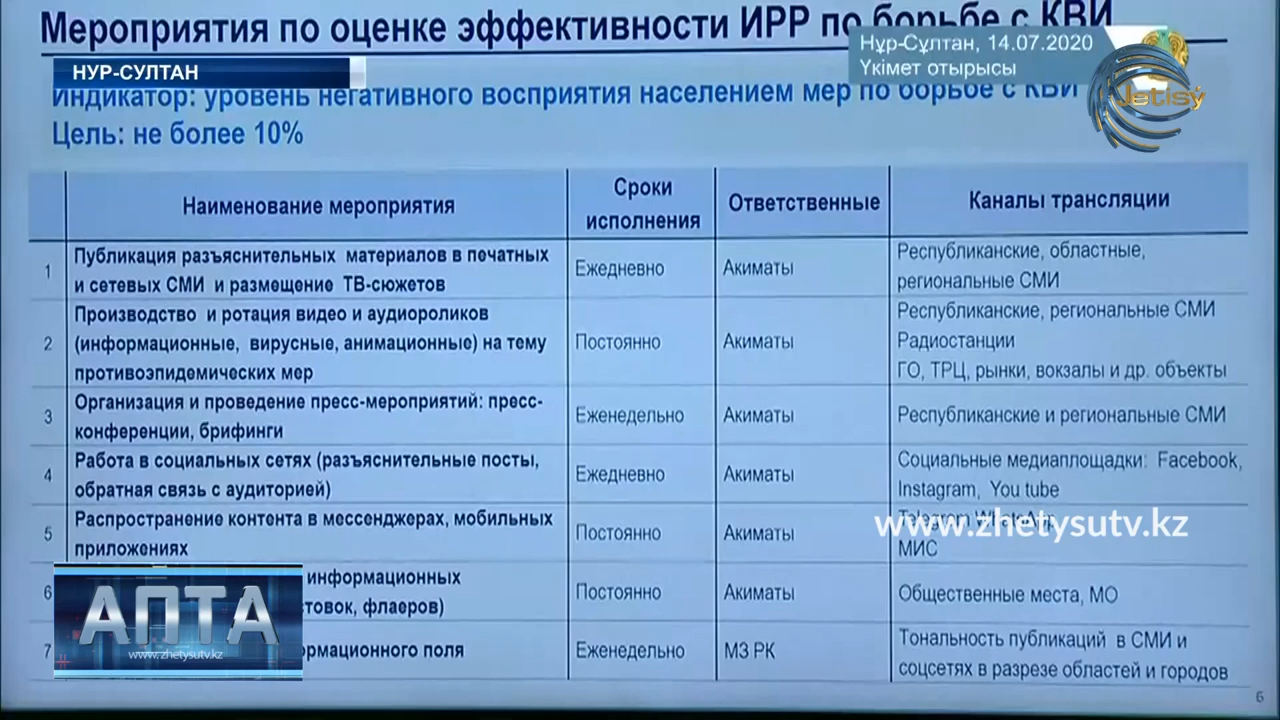 Мероприятия по оценке эффективности ИРР по борьбе с КВИ
Нұр-Сұлтан, 14.07.2020
Үкімет отырысы
НУР-СУЛТАН
Jetisý
Индикатор: уровень негативного восприятия населением мер по борьбе с КВИ
Цель: не более 10%
Наименование мероприятия
Сроки
исполнения
Ответственные
Каналы трансляции
1
Публикация разъяснительных материалов в печатных
и сетевых СМИ и размещение ТВ-сюжетов
Ежедневно
Акиматы
Республиканские, областные,
региональные СМИ
2
Производство и ротация видео и аудиороликов
(информационные, вирусные, анимационные) на тему
противоэпидемических мер
Постоянно
Акиматы
Республиканские, региональные СМИ
Радиостанции
ГО, ТРЦ, рынки, вокзалы и др. объекты
3
Организация и проведение пресс-мероприятий: пресс-
конференции, брифинги
Еженедельно
Акиматы
Республиканские и региональные СМИ
4
Работа в социальных сетях (разъяснительные посты,
обратная связь с аудиторией)
Ежедневно
Акиматы
Социальные медиаплощадки: Facebook,
Instagram, You tube
5
Распространение контента в мессенджерах, мобильных
приложениях
Постоянно
Акиматы
Telegram, WhatsApp
МИС
www.zhetysutv.kz
6
информационных
стовок, флаеров)
Постоянно
Акиматы
Общественные места, МО
7
ормационного поля
Еженедельно
МЗ РК
Тональность публикаций в СМИ и
соцсетях в разрезе областей и городов
АПТА
www.zhetysutv.kz
6